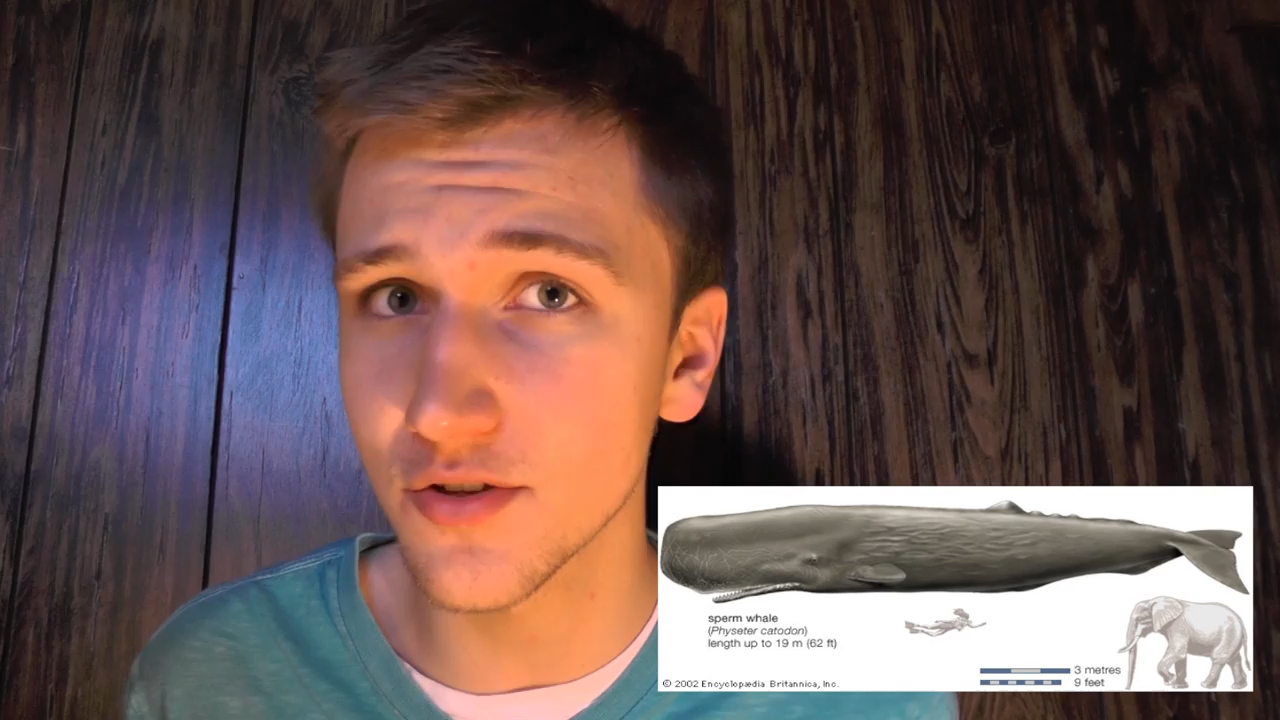 sperm whale
(Physeter catodon)
length up to 19 m (62 ft)
3 metres
9 feet
© 2002 Encyclopædia Britannica, Inc.